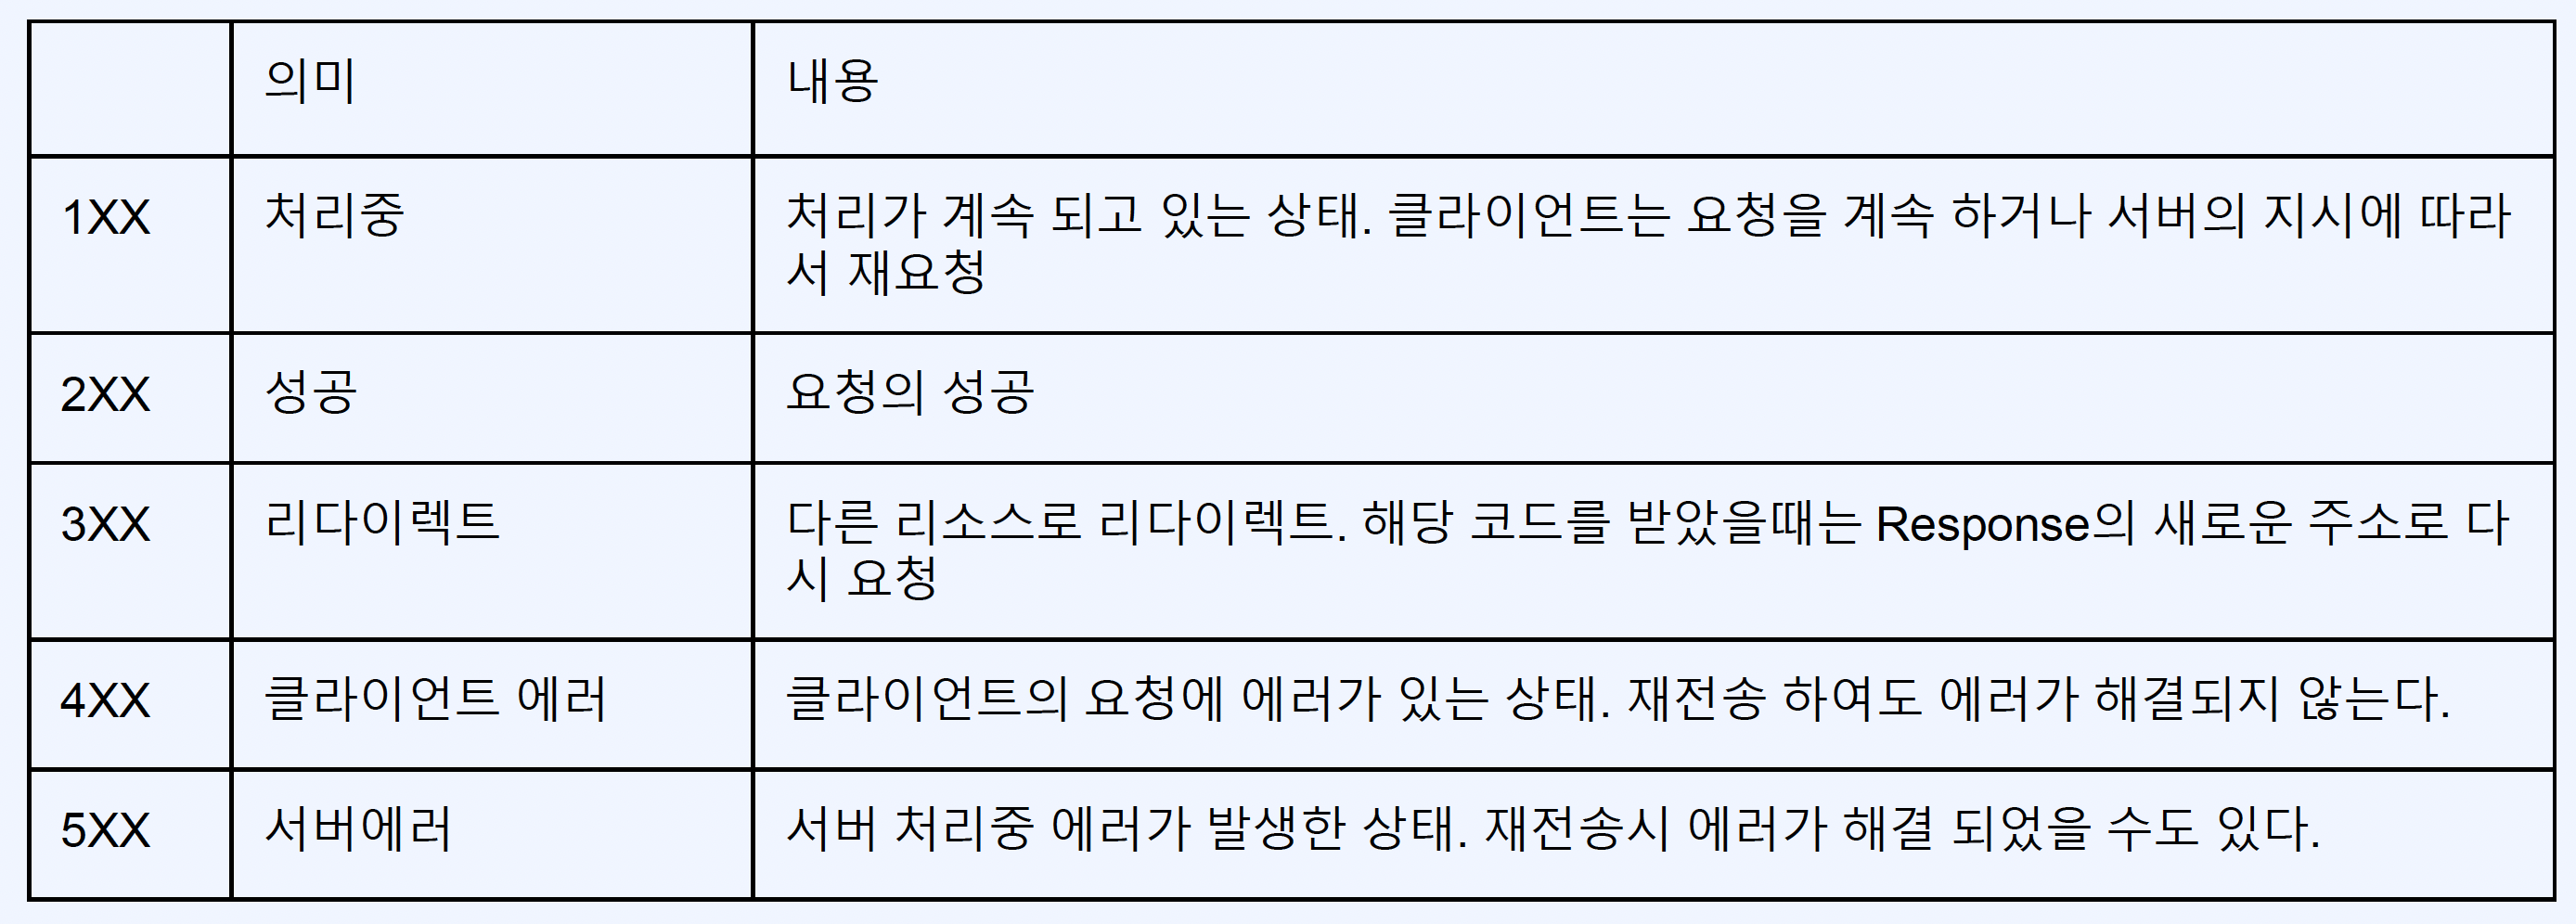 의미 내용
1XX 처리중 처리가 계속 되고 있는 상태. 클라이언트는 요청을 계속 하거나 서버의 지시에 따라
서 재요청
2XX 성공 요청의 성공
3XX 리다이렉트 다른 리소스로 리다이렉트. 해당 코드를 받았을때는 Response의 새로운 주소로 다
시 요청
4XX 클라이언트 에러 클라이언트의 요청에 에러가 있는 상태. 재전송 하여도 에러가 해결되지 않는다.
5XX 서버에러 서버 처리중 에러가 발생한 상태. 재전송시 에러가 해결 되었을 수도 있다.